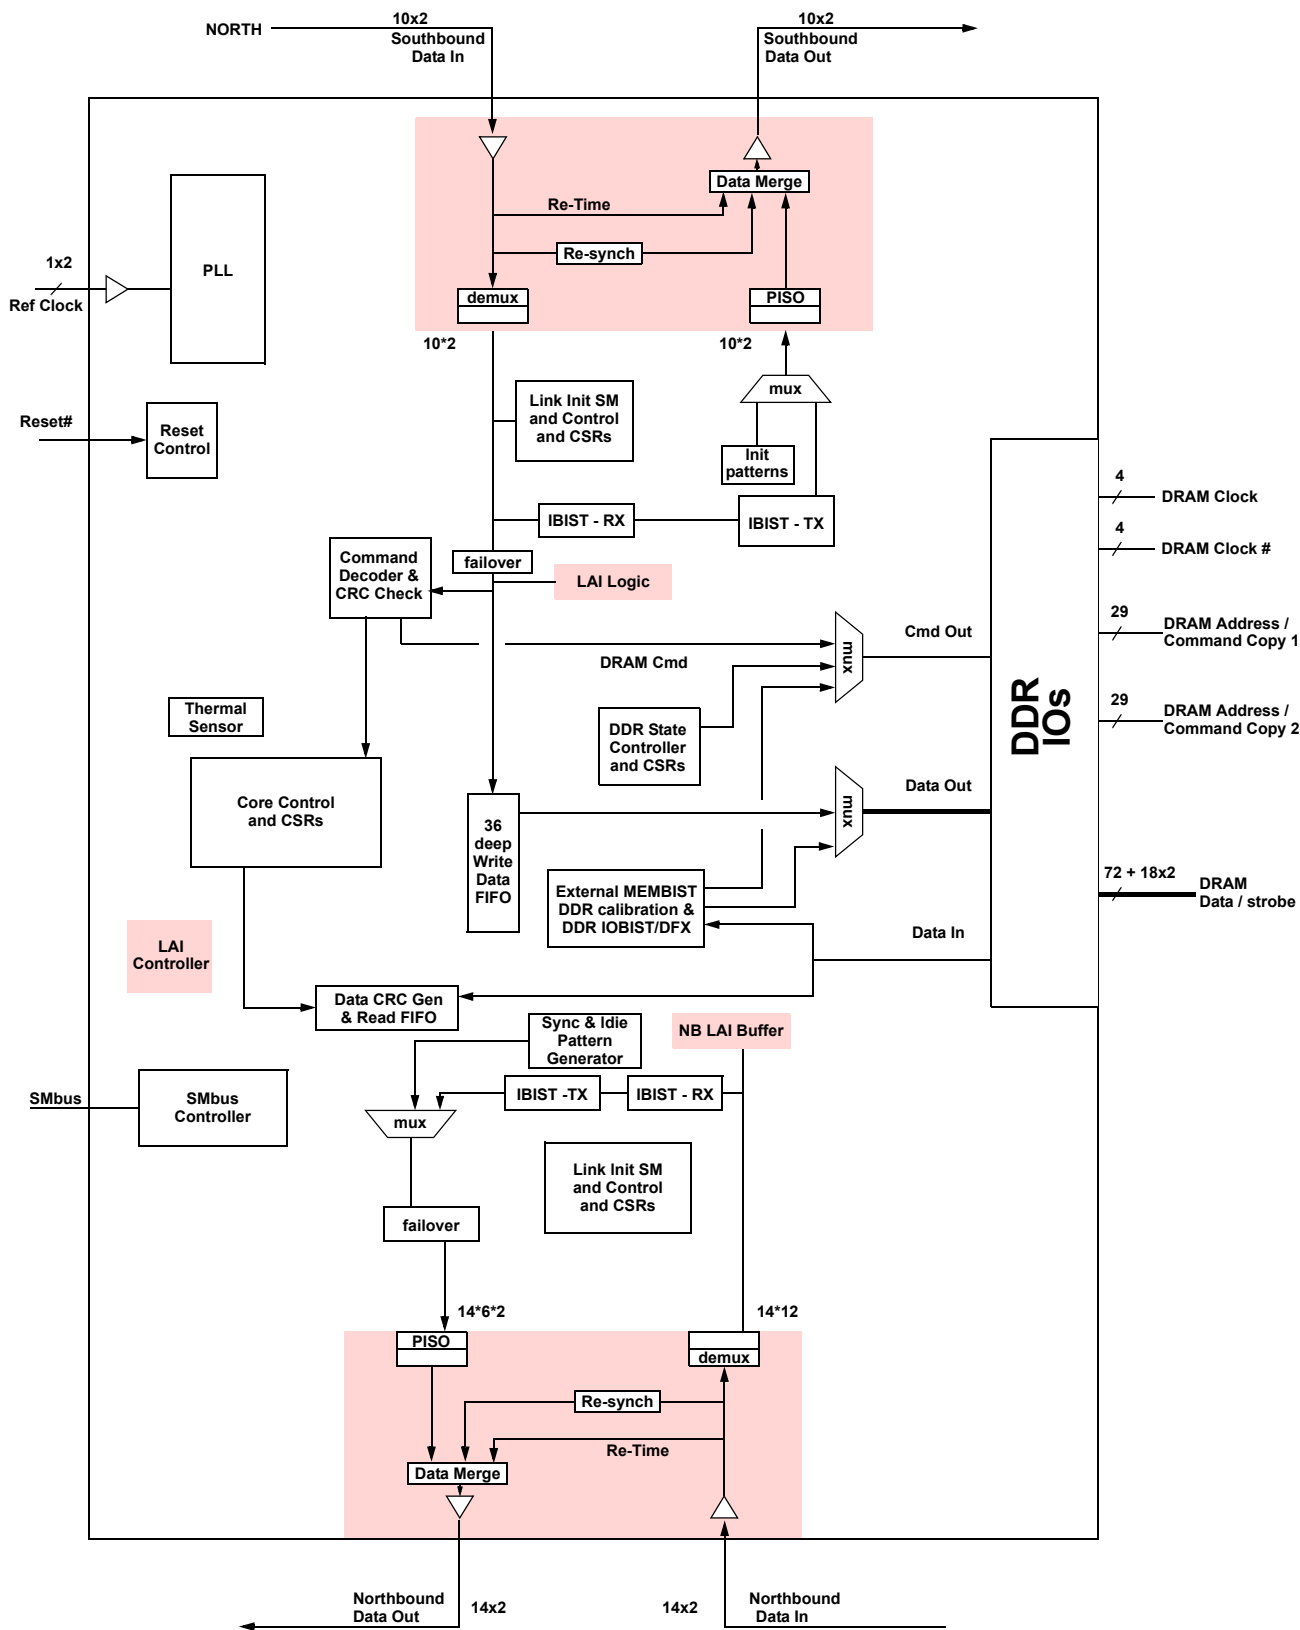 10x2
10x2
NORTH
Southbound
Data In
Southbound
Data Out
Data Merge
Re-Time
Re-synch
1x2
PLL
Ref Clock
demux
PISO
10*2
10*2
mux
Link Init SM
and Control
and CSRs
Reset#
Reset
Control
Init
patterns
4
DRAM Clock
IBIST - RX
IBIST - TX
4
DRAM Clock #
failover
Command
Decoder &
CRC Check
LAI Logic
29
DRAM Address /
Command Copy 1
Cmd Out
mux
DRAM Cmd
DDR
IOs
Thermal
Sensor
29
DRAM Address /
Command Copy 2
DDR State
Controller
and CSRs
Data Out
mux
Core Control
and CSRs
36
deep
Write
Data
FIFO
72 + 18x2
DRAM
Data / strobe
External MEMBIST
DDR calibration &
DDR IOBIST/DFX
Data In
LAI
Controller
Data CRC Gen
& Read FIFO
Sync & Idie
Pattern
Generator
NB LAI Buffer
SMbus
SMbus
Controller
IBIST -TX
IBIST - RX
mux
Link Init SM
and Control
and CSRs
failover
14*6*2
14*12
PISO
demux
Re-synch
Re-Time
Data Merge
Northbound
Data Out
14x2
14x2
Northbound
Data In